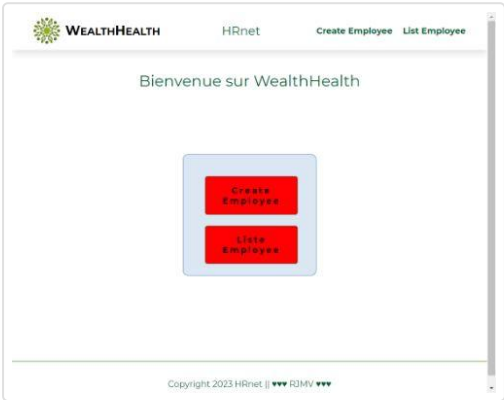 WEALTHHEALTH HRnet Create Employee List Employee
Bienvenue sur WealthHealth
Create
Employee
Liste
Employee
Copyright 2023 HRnet || ♥♥♥ RJMV ♥♥♥